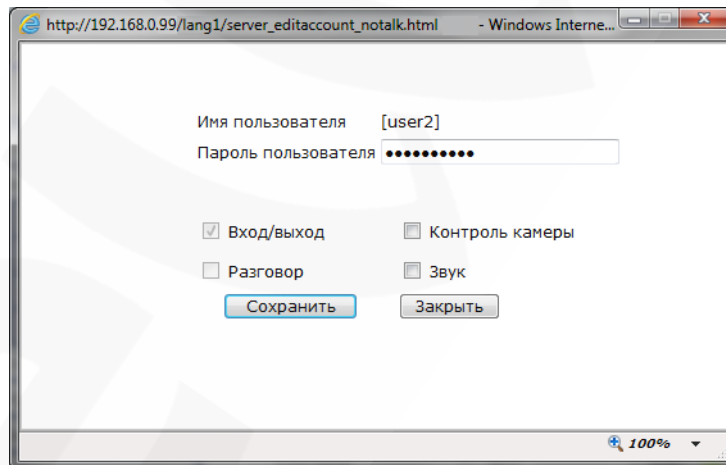 http://192.168.0.99/lang1/server_editaccount_notalk.html - Windows Interne...
Имя пользователя [user2]
Пароль пользователя ••••••••••
Вход/выход Контроль камеры
Разговор Звук
Сохранить Закрыть
100%